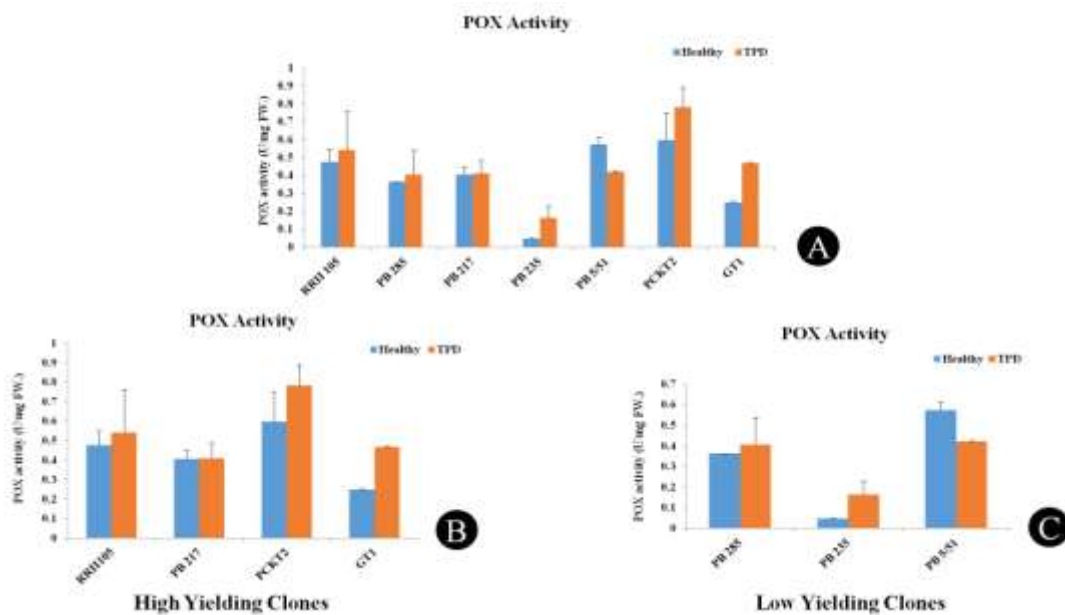 POX Activity
Healthy TPD
POX activity (U/mg FW.)
1
0.9
0.8
0.7
0.6
0.5
0.4
0.3
0.2
0.1
0
RRII 105
PB 285
PB 217
PB 235
PB 5/51
PCKT2
GT1
A
POX Activity
Healthy TPD
POX activity (U/mg FW.)
1
0.9
0.8
0.7
0.6
0.5
0.4
0.3
0.2
0.1
0
RRII105
PB 217
PCKT2
GT1
B
High Yielding Clones
POX Activity
Healthy TPD
POX activity (U/mg FW.)
0.7
0.6
0.5
0.4
0.3
0.2
0.1
0
PB 285
PB 235
PB 5/51
C
Low Yielding Clones